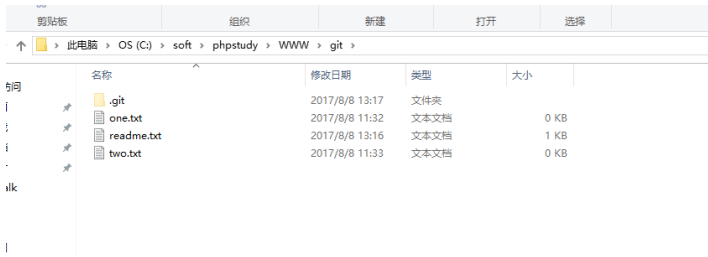 剪贴板 组织 新建 打开 选择
此电脑 › OS (C:) › soft › phpstudy › WWW › git ›
名称 修改日期 类型 大小
.git 2017/8/8 13:17 文件夹
one.txt 2017/8/8 11:32 文本文档 0 KB
readme.txt 2017/8/8 13:16 文本文档 1 KB
two.txt 2017/8/8 11:33 文本文档 0 KB
访问
alk